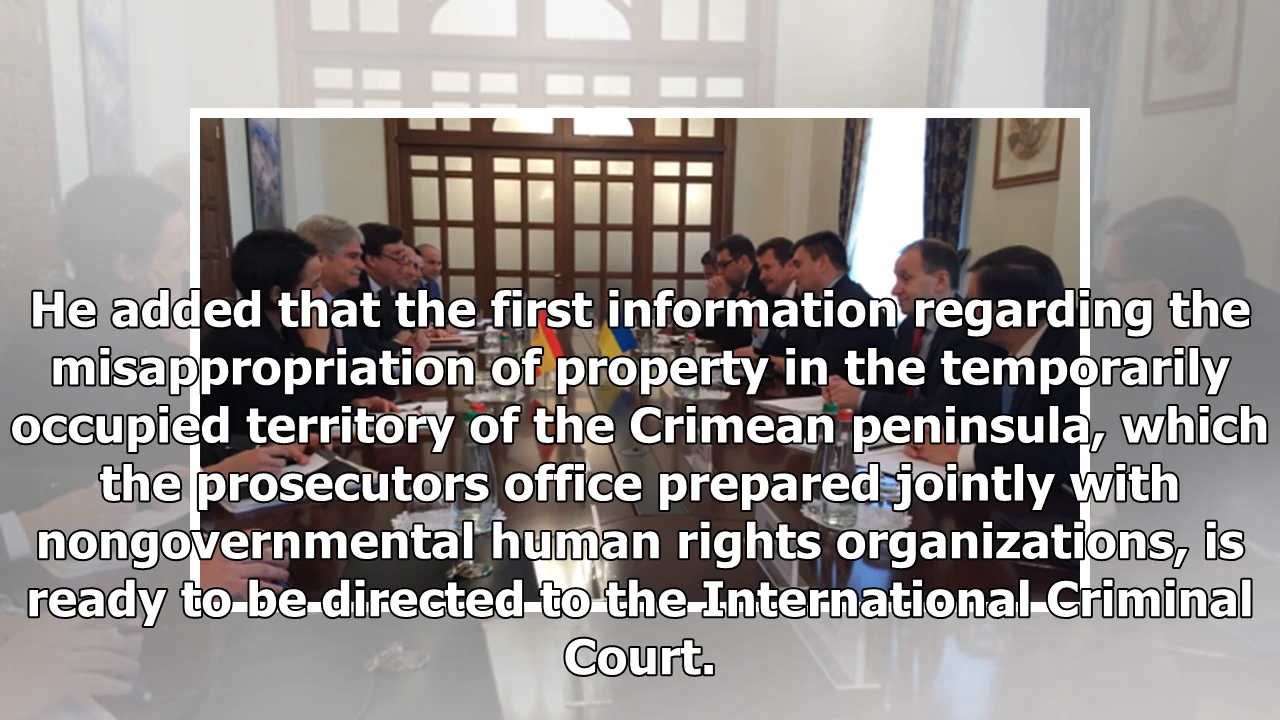 He added that the first information regarding the
misappropriation of property in the temporarily
occupied territory of the Crimean peninsula, which
the prosecutors office prepared jointly with
nongovernmental human rights organizations, is
ready to be directed to the International Criminal
Court.